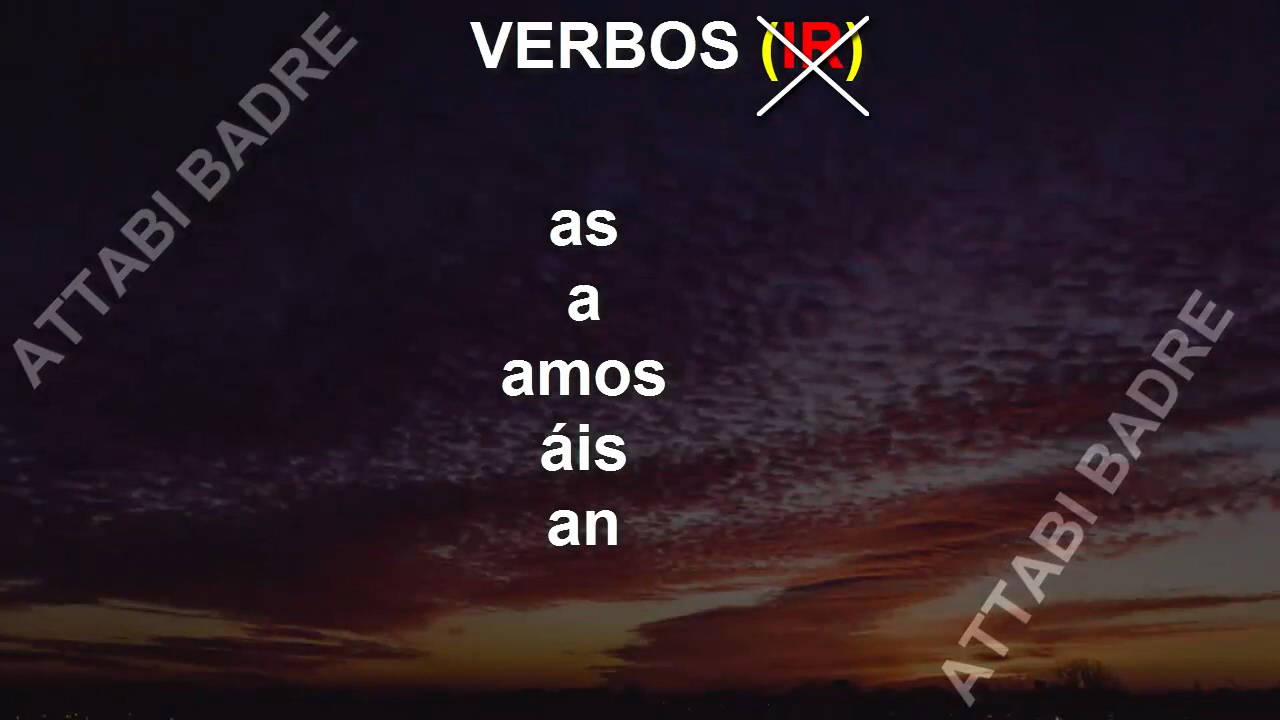 VERBOS (IR)
as
a
amos
áis
an
ATTABI BADRE
ATTABI BADRE